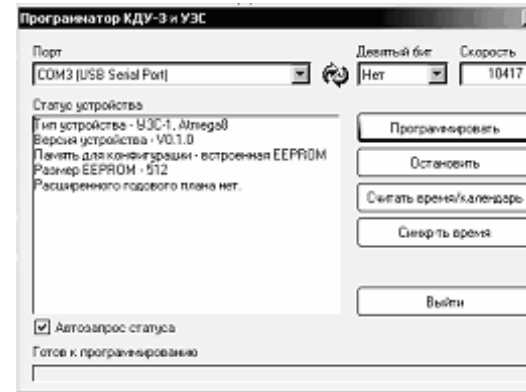 Программатор КДУ-3 и УЗС
Порт
Девятый бит
Скорость
COM3 (USB Serial Port)
Нет
10417
Статус устройства
Тип устройства - УЗС-1, Atmega8
Версия устройства - V0.1.0
Память для конфигурации - встроенная EEPROM
Размер EEPROM - 512
Расширенного годового плана нет.
Программировать
Остановить
Считать время/календарь
Синхр-ть время
Выйти
Автозапрос статуса
Готов к программированию